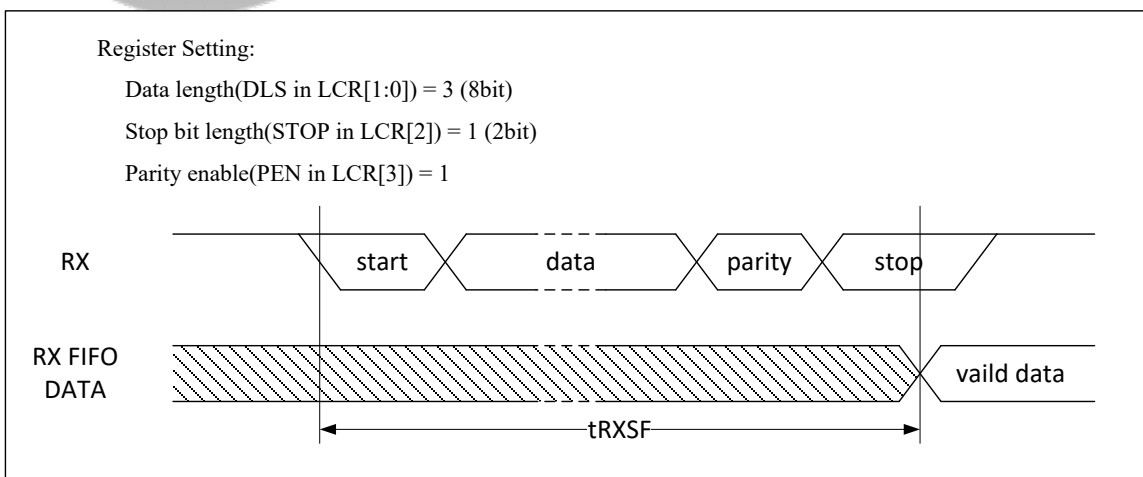 Register Setting:
Data length(DLS in LCR[1:0]) = 3 (8bit)
Stop bit length(STOP in LCR[2]) = 1 (2bit)
Parity enable(PEN in LCR[3]) = 1
RX start data parity stop
RX FIFO
DATA
vaild data
tRXSF